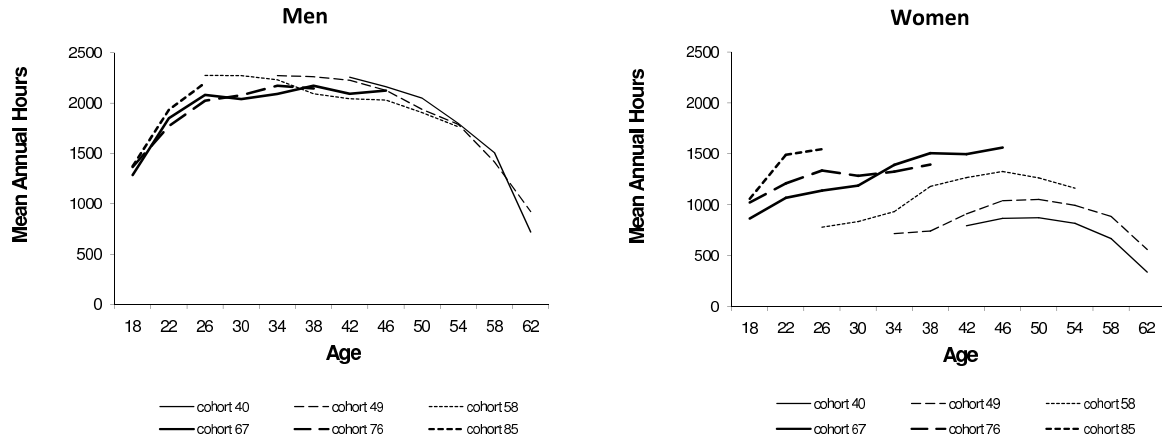 Men
Mean Annual Hours
2500
2000
1500
1000
500
0
18 22 26 30 34 38 42 46 50 54 58 62
Age
cohort 40 cohort 49 cohort 58
cohort 67 cohort 76 cohort 85
Women
Mean Annual Hours
2500
2000
1500
1000
500
0
18 22 26 30 34 38 42 46 50 54 58 62
Age
cohort 40 cohort 49 cohort 58
cohort 67 cohort 76 cohort 85